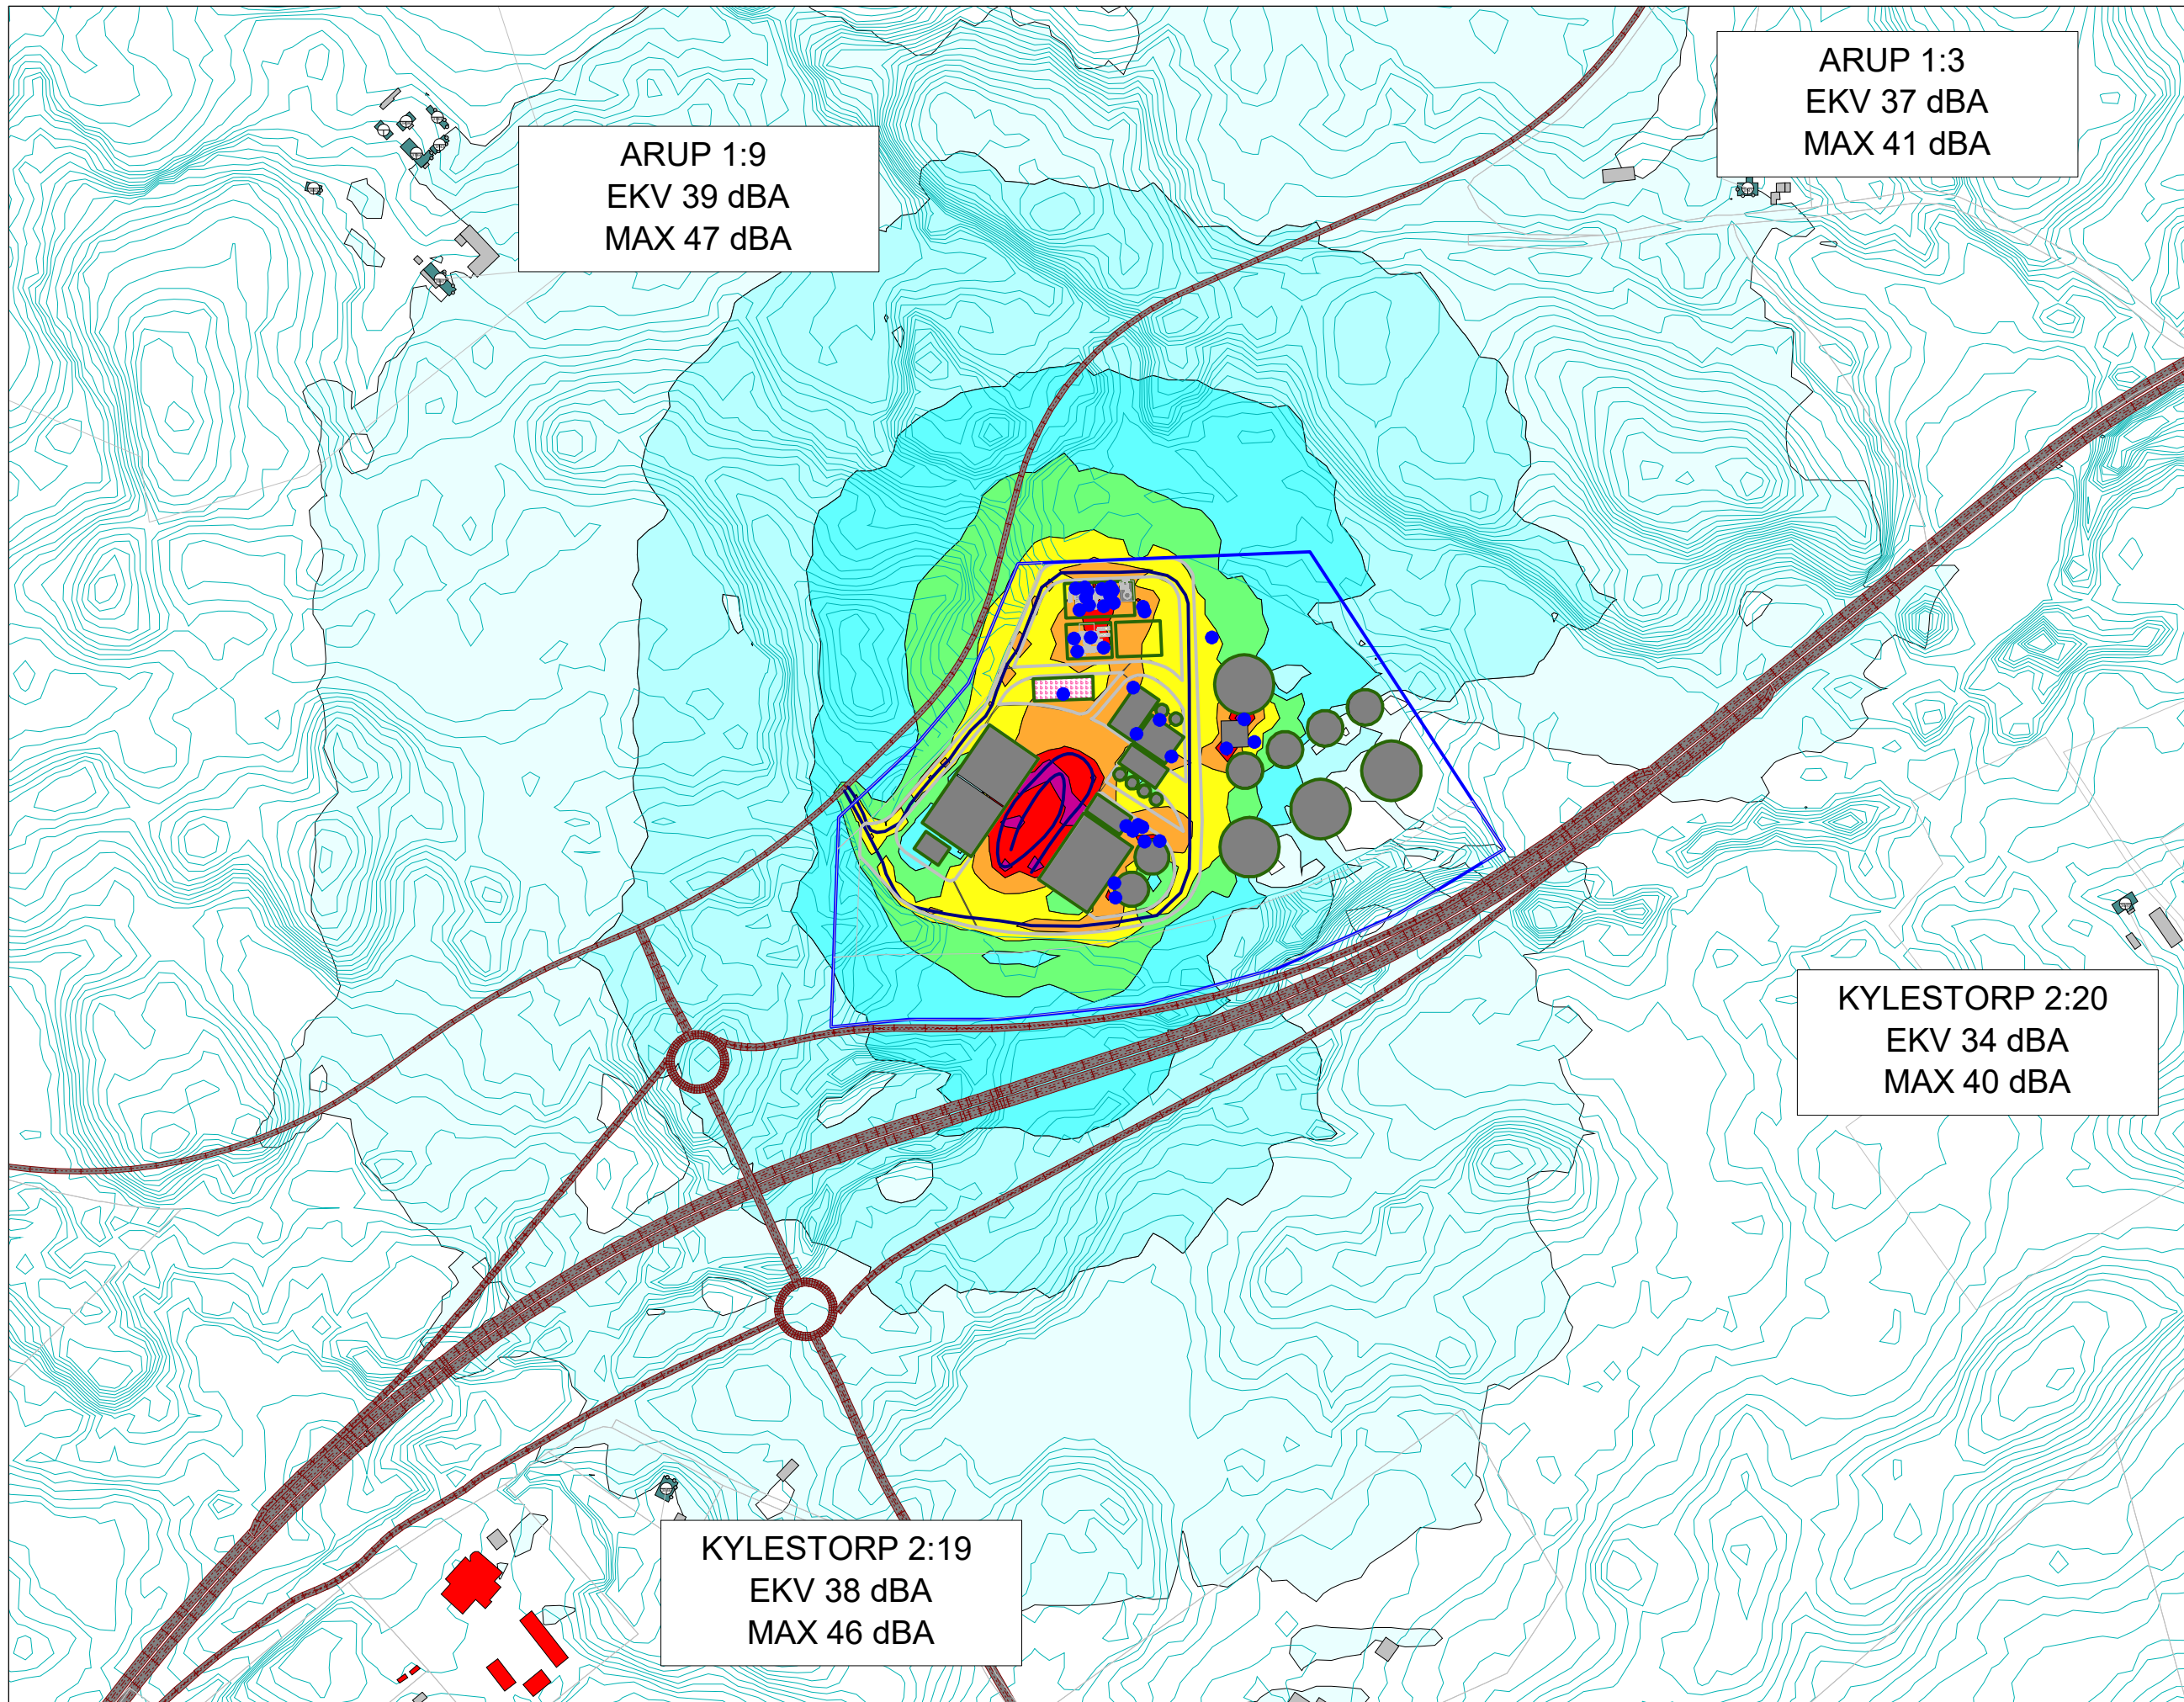 ARUP 1:3
EKV 37 dBA
MAX 41 dBA
ARUP 1:9
EKV 39 dBA
MAX 47 dBA
KYLESTORP 2:20
EKV 34 dBA
MAX 40 dBA
KYLESTORP 2:19
EKV 38 dBA
MAX 46 dBA